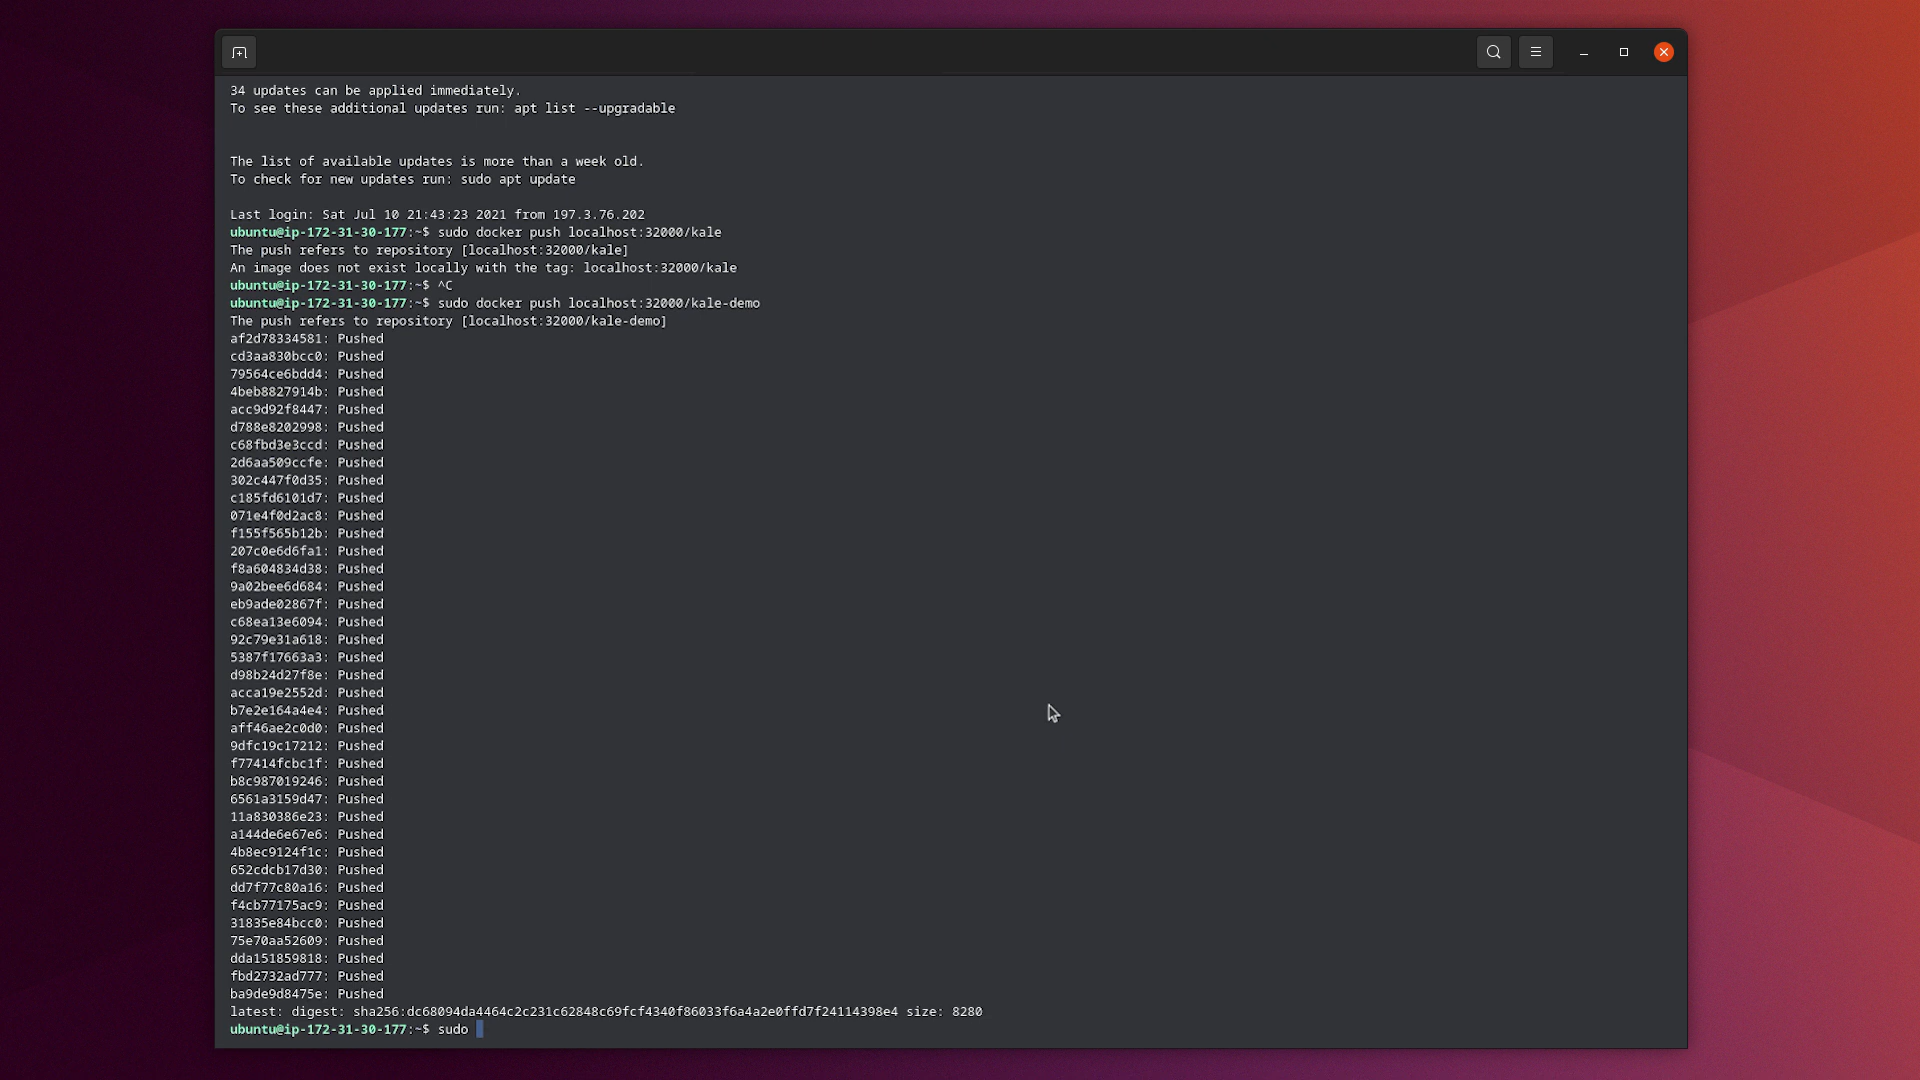 34 updates can be applied immediately.
To see these additional updates run: apt list --upgradable
The list of available updates is more than a week old.
To check for new updates run: sudo apt update
Last login: Sat Jul 10 21:43:23 2021 from 197.3.76.202
ubuntu@ip-172-31-30-177:~$ sudo docker push localhost:32000/kale
The push refers to repository [localhost:32000/kale]
An image does not exist locally with the tag: localhost:32000/kale
ubuntu@ip-172-31-30-177:~$ ^C
ubuntu@ip-172-31-30-177:~$ sudo docker push localhost:32000/kale-demo
The push refers to repository [localhost:32000/kale-demo]
af2d78334581: Pushed
cd3aa830bcc0: Pushed
79564ce6bdd4: Pushed
4beb8827914b: Pushed
acc9d92f8447: Pushed
d788e8202998: Pushed
c68fbd3e3ccd: Pushed
2d6aa509ccfe: Pushed
302c447f0d35: Pushed
c185fd6101d7: Pushed
071e4f0d2ac8: Pushed
f155f565b12b: Pushed
207c0e6d6fa1: Pushed
f8a604834d38: Pushed
9a02bee6d684: Pushed
eb9ade02867f: Pushed
c68ea13e6094: Pushed
92c79e31a618: Pushed
5387f17663a3: Pushed
d98b24d27f8e: Pushed
acca19e2552d: Pushed
b7e2e164a4e4: Pushed
aff46ae2c0d0: Pushed
9dfc19c17212: Pushed
f77414fcbc1f: Pushed
b8c987019246: Pushed
6561a3159d47: Pushed
11a830386e23: Pushed
a144de6e67e6: Pushed
4b8ec9124f1c: Pushed
652cdcb17d30: Pushed
dd7f77c80a16: Pushed
f4cb77175ac9: Pushed
31835e84bcc0: Pushed
75e70aa52609: Pushed
dda151859818: Pushed
fbd2732ad777: Pushed
ba9de9d8475e: Pushed
latest: digest: sha256:dc68094da4464c2c231c62848c69fcf4340f86033f6a4a2e0ffd7f24114398e4 size: 8280
ubuntu@ip-172-31-30-177:~$ sudo